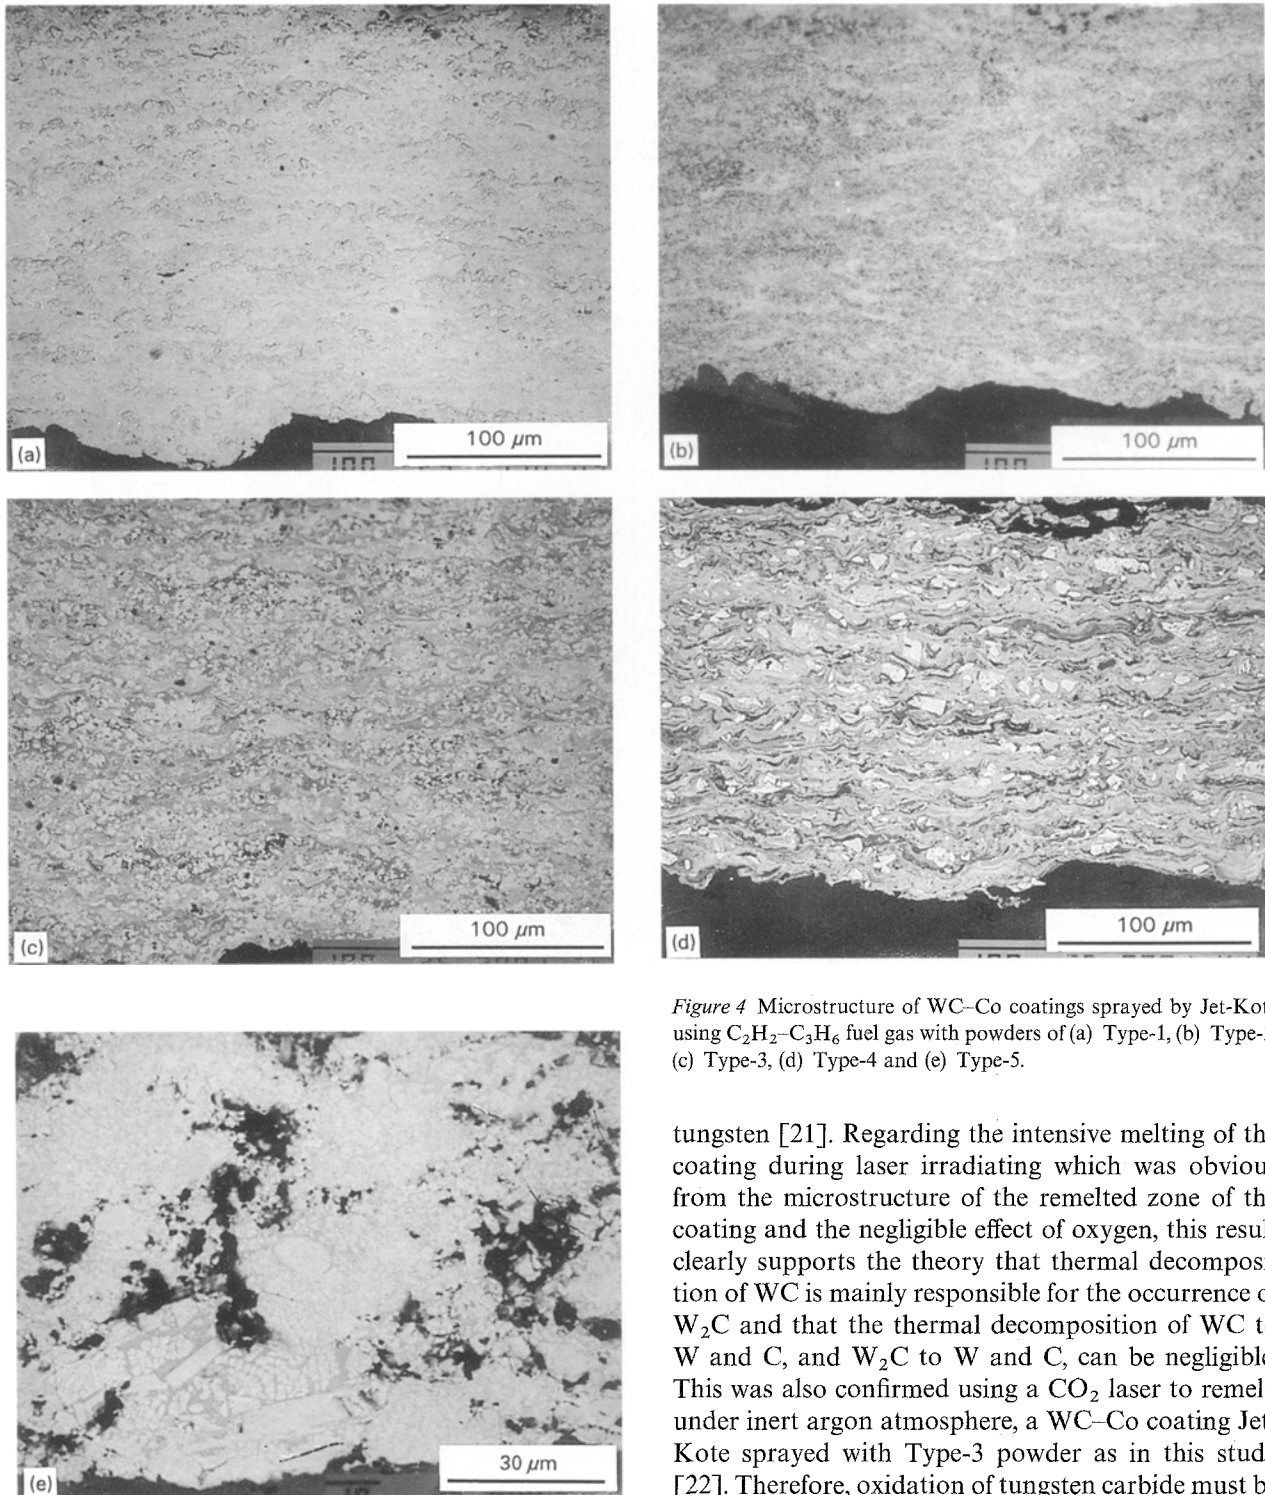 (a)
100 μm
100
(b)
100 μm
100
(c)
100 μm
(d)
100 μm
(e)
30 μm
Figure 4 Microstructure of WC–Co coatings sprayed by Jet-Kot
using C₂H₂–C₃H₆ fuel gas with powders of (a) Type-1, (b) Type-
(c) Type-3, (d) Type-4 and (e) Type-5.
tungsten [21]. Regarding the intensive melting of th
coating during laser irradiating which was obviou
from the microstructure of the remelted zone of th
coating and the negligible effect of oxygen, this resul
clearly supports the theory that thermal decomposi
tion of WC is mainly responsible for the occurrence o
W₂C and that the thermal decomposition of WC t
W and C, and W₂C to W and C, can be negligible
This was also confirmed using a CO₂ laser to remel
under inert argon atmosphere, a WC–Co coating Jet
Kote sprayed with Type-3 powder as in this stud
[22]. Therefore, oxidation of tungsten carbide must b